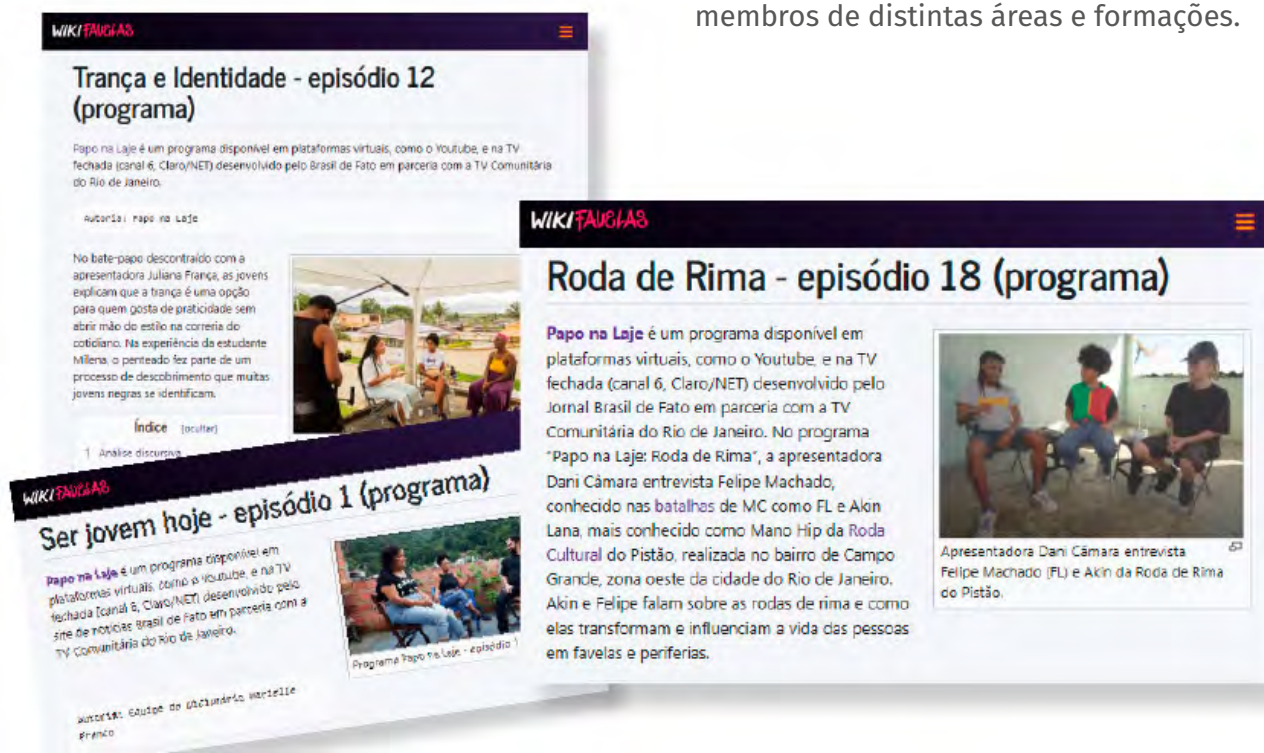 membros de distintas áreas e formações.
WIKIFAVELAS
Trança e Identidade - episódio 12
(programa)
Papo na Laje é um programa disponível em plataformas virtuais, como o Youtube, e na TV
fechada (canal 6, Claro/NET) desenvolvido pelo Brasil de Fato em parceria com a TV Comunitária
do Rio de Janeiro.
Autoria: Papo na Laje
No bate-papo descontraído com a
apresentadora Juliana França, as jovens
explicam que a trança é uma opção
para quem gosta de praticidade sem
abrir mão do estilo na correria do
cotidiano. Na experiência da estudante
Milena, o penteado fez parte de um
processo de descobrimento que muitas
jovens negras se identificam.
Índice [ocultar]
1 Análise discursiva
WIKIFAVELAS
Ser jovem hoje - episódio 1 (programa)
Papo na Laje é um programa disponível em
plataformas virtuais, como o Youtube, e na TV
fechada (canal 6, Claro/NET) desenvolvido pelo
site de notícias Brasil de Fato em parceria com a
TV Comunitária do Rio de Janeiro.
Programa Papo na Laje - episódio 1
Autoria: Equipe do Dicionário Marielle
Franco
WIKIFAVELAS
Roda de Rima - episódio 18 (programa)
Papo na Laje é um programa disponível em
plataformas virtuais, como o Youtube, e na TV
fechada (canal 6, Claro/NET) desenvolvido pelo
Jornal Brasil de Fato em parceria com a TV
Comunitária do Rio de Janeiro. No programa
"Papo na Laje: Roda de Rima", a apresentadora
Dani Câmara entrevista Felipe Machado,
conhecido nas batalhas de MC como FL e Akin
Lana, mais conhecido como Mano Hip da Roda
Cultural do Pistão, realizada no bairro de Campo
Grande, zona oeste da cidade do Rio de Janeiro.
Akin e Felipe falam sobre as rodas de rima e como
elas transformam e influenciam a vida das pessoas
em favelas e periferias.
Apresentadora Dani Câmara entrevista
Felipe Machado (FL) e Akin da Roda de Rima
do Pistão.